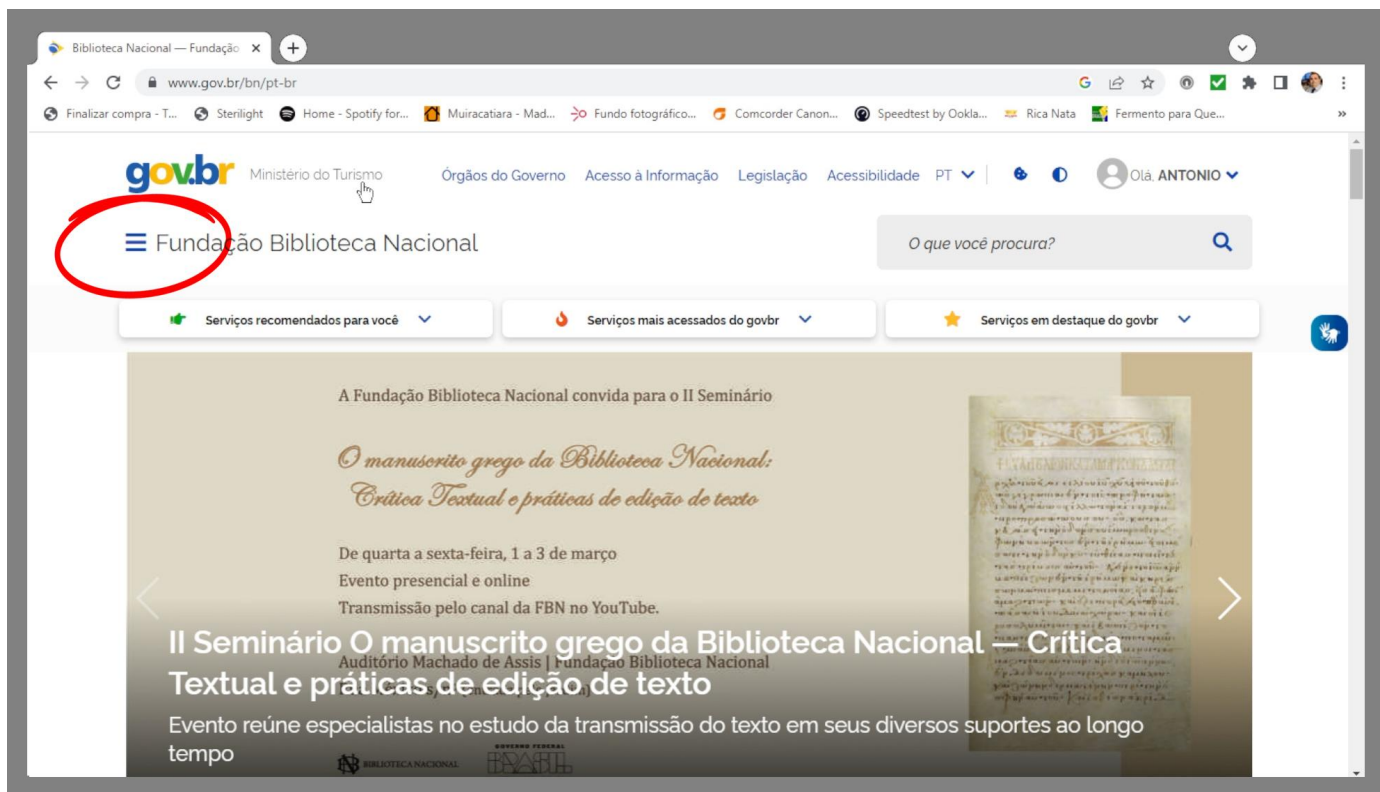 Biblioteca Nacional — Fundação
www.gov.br/bn/pt-br
Finalizar compra - T... Sterilight Home - Spotify for... Muiracatiara - Mad... Fundo fotográfico... Comcorder Canon... Speedtest by Ookla... Rica Nata Fermento para Que... »
gov.br Ministério do Turismo Órgãos do Governo Acesso à Informação Legislação Acessibilidade PT Olá, ANTONIO
Fundação Biblioteca Nacional O que você procura?
Serviços recomendados para você Serviços mais acessados do govbr Serviços em destaque do govbr
A Fundação Biblioteca Nacional convida para o II Seminário
O manuscrito grego da Biblioteca Nacional:
Crítica Textual e práticas de edição de texto
De quarta a sexta-feira, 1 a 3 de março
Evento presencial e online
Transmissão pelo canal da FBN no YouTube.
Auditório Machado de Assis | Fundação Biblioteca Nacional
II Seminário O manuscrito grego da Biblioteca Nacional — Crítica
Textual e práticas de edição de texto
Evento reúne especialistas no estudo da transmissão do texto em seus diversos suportes ao longo
tempo
BIBLIOTECA NACIONAL
GOVERNO FEDERAL
BRASIL